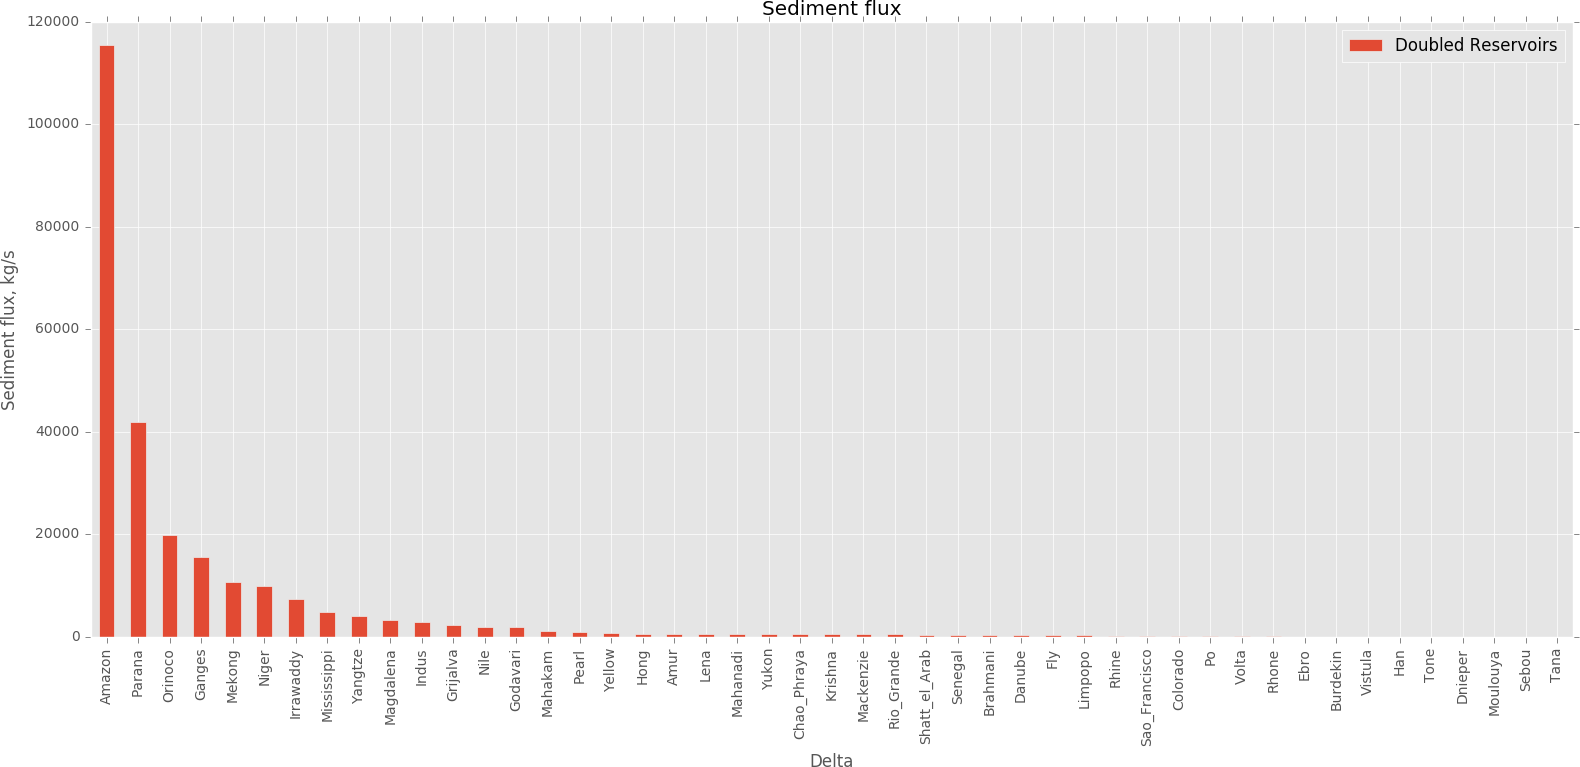 Sediment flux
Doubled Reservoirs
Sediment flux, kg/s
120000
100000
80000
60000
40000
20000
0
Amazon
Parana
Orinoco
Ganges
Mekong
Niger
Irrawaddy
Mississippi
Yangtze
Magdalena
Indus
Grijalva
Nile
Godavari
Mahakam
Pearl
Yellow
Hong
Amur
Lena
Mahanadi
Yukon
Chao_Phraya
Krishna
Mackenzie
Rio_Grande
Shatt_el_Arab
Senegal
Brahmani
Danube
Fly
Limpopo
Rhine
Sao_Francisco
Colorado
Po
Volta
Rhone
Ebro
Burdekin
Vistula
Han
Tone
Dnieper
Moulouya
Sebou
Tana
Delta